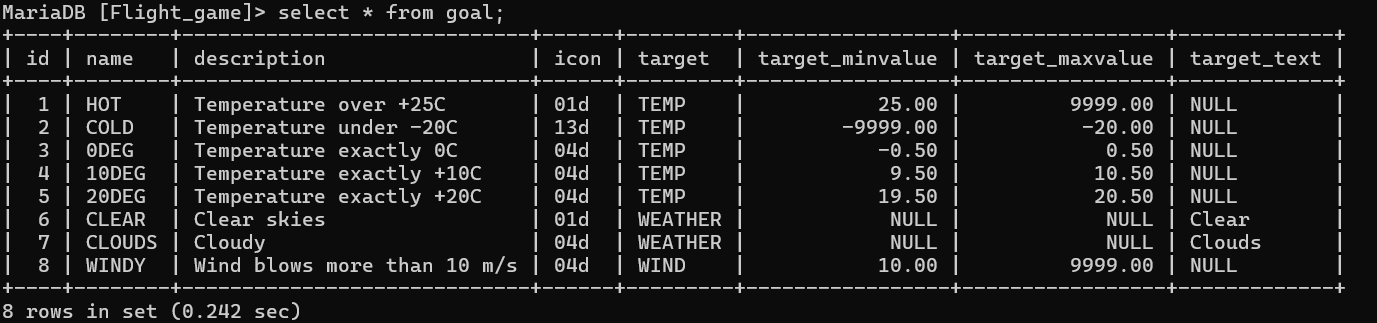 MariaDB [Flight_game]> select * from goal;
+----+--------+-----------------------------+------+---------+-----------------+-----------------+-------------+
| id | name   | description                 | icon | target  | target_minvalue | target_maxvalue | target_text |
+----+--------+-----------------------------+------+---------+-----------------+-----------------+-------------+
|  1 | HOT    | Temperature over +25C       | 01d  | TEMP    |           25.00 |         9999.00 | NULL        |
|  2 | COLD   | Temperature under -20C      | 13d  | TEMP    |        -9999.00 |          -20.00 | NULL        |
|  3 | 0DEG   | Temperature exactly 0C      | 04d  | TEMP    |           -0.50 |            0.50 | NULL        |
|  4 | 10DEG  | Temperature exactly +10C    | 04d  | TEMP    |            9.50 |           10.50 | NULL        |
|  5 | 20DEG  | Temperature exactly +20C    | 04d  | TEMP    |           19.50 |           20.50 | NULL        |
|  6 | CLEAR  | Clear skies                 | 01d  | WEATHER |            NULL |            NULL | Clear       |
|  7 | CLOUDS | Cloudy                      | 04d  | WEATHER |            NULL |            NULL | Clouds      |
|  8 | WINDY  | Wind blows more than 10 m/s | 04d  | WIND    |           10.00 |         9999.00 | NULL        |
+----+--------+-----------------------------+------+---------+-----------------+-----------------+-------------+
8 rows in set (0.242 sec)